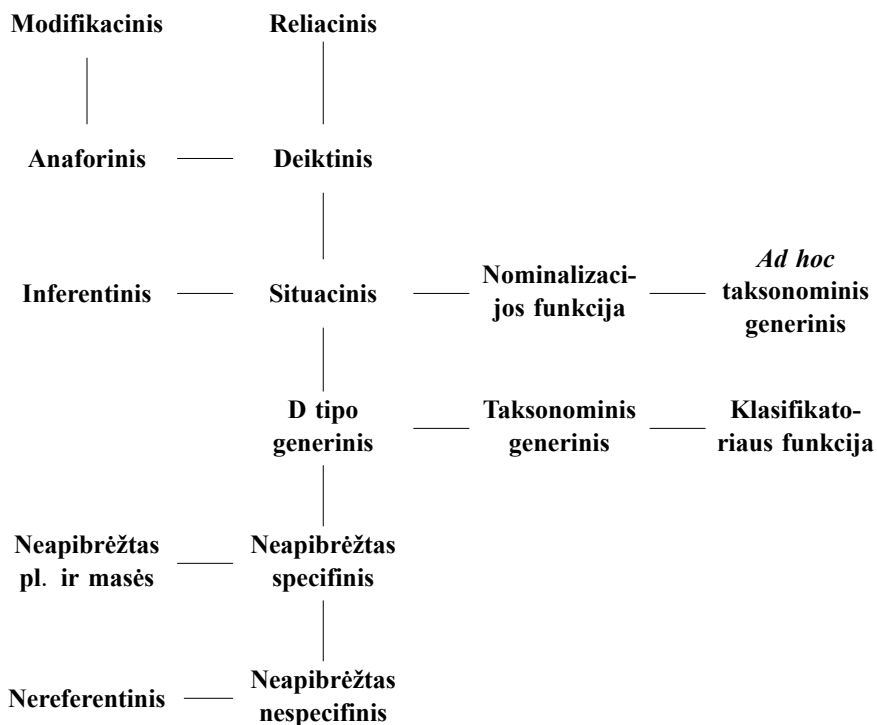 Modifikacinis Reliacinis
Anaforinis Deiktinis
Inferentinis Situacinis
Nominalizaci-
jos funkcija
Ad hoc
taksonominis
generinis
D tipo
generinis
Taksonominis
generinis
Klasifikato-
riaus funkcija
Neapibrėžtas
pl. ir masės
Neapibrėžtas
specifinis
Nereferentinis
Neapibrėžtas
nespecifinis